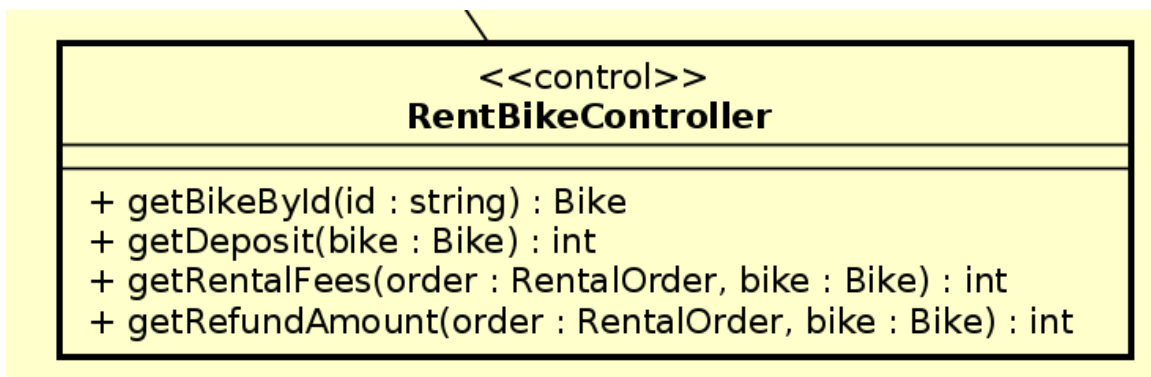 <<control>>
RentBikeController
+ getBikeById(id : string) : Bike
+ getDeposit(bike : Bike) : int
+ getRentalFees(order : RentalOrder, bike : Bike) : int
+ getRefundAmount(order : RentalOrder, bike : Bike) : int